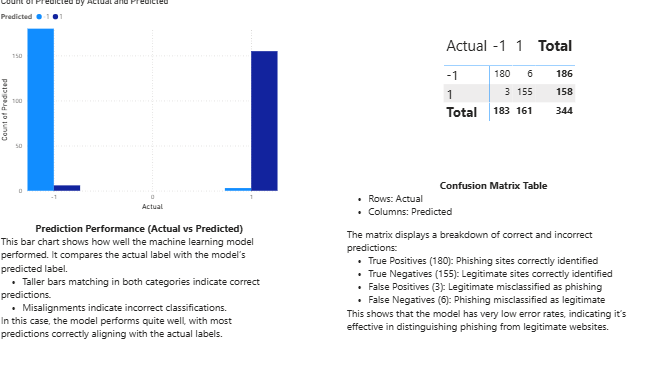 Count of Predicted by Actual and Predicted
Predicted -1 1
150
100
50
0
Count of Predicted
-1 0 1
Actual
Prediction Performance (Actual vs Predicted)
This bar chart shows how well the machine learning model
performed. It compares the actual label with the model's
predicted label.
• Taller bars matching in both categories indicate correct
predictions.
• Misalignments indicate incorrect classifications.
In this case, the model performs quite well, with most
predictions correctly aligning with the actual labels.
Actual -1 1 Total
-1 180 6 186
1 3 155 158
Total 183 161 344
Confusion Matrix Table
• Rows: Actual
• Columns: Predicted
The matrix displays a breakdown of correct and incorrect
predictions:
• True Positives (180): Phishing sites correctly identified
• True Negatives (155): Legitimate sites correctly identified
• False Positives (3): Legitimate misclassified as phishing
• False Negatives (6): Phishing misclassified as legitimate
This shows that the model has very low error rates, indicating it's
effective in distinguishing phishing from legitimate websites.